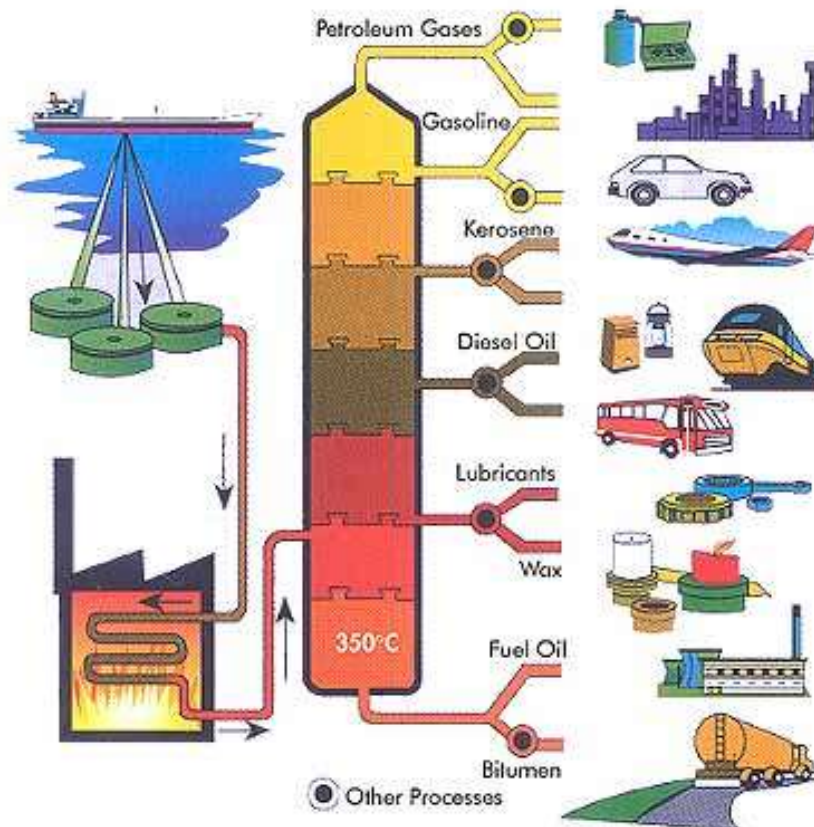 Petroleum Gases
Gasoline
Kerosene
Diesel Oil
Lubricants
Wax
350°C
Fuel Oil
Bitumen
Other Processes